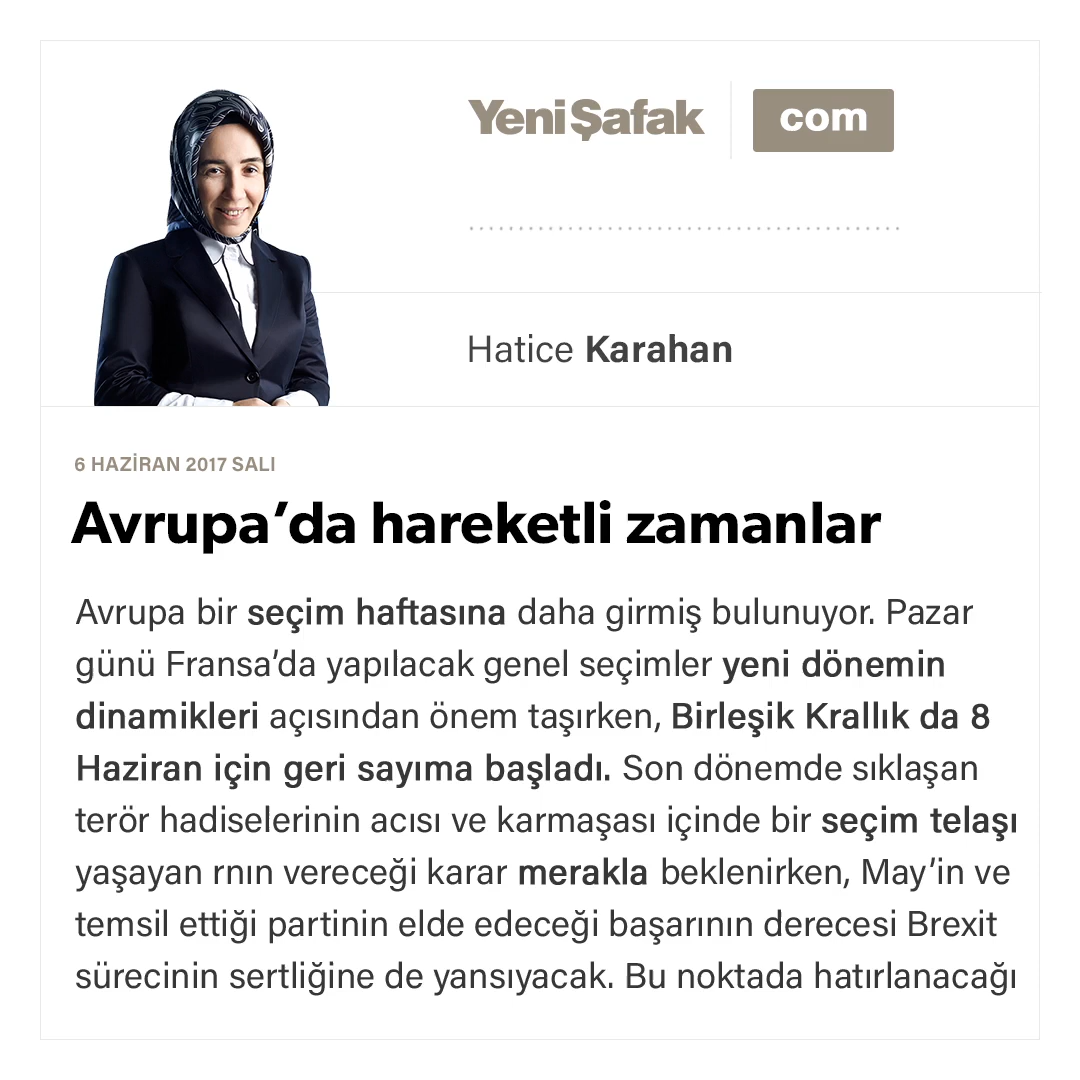 YeniŞafak com
Hatice Karahan
6 HAZİRAN 2017 SALI
Avrupa’da hareketli zamanlar
Avrupa bir seçim haftasına daha girmiş bulunuyor. Pazar
günü Fransa’da yapılacak genel seçimler yeni dönemin
dinamikleri açısından önem taşırken, Birleşik Krallık da 8
Haziran için geri sayıma başladı. Son dönemde sıklaşan
terör hadiselerinin acısı ve karmaşası içinde bir seçim telaşı
yaşayan rnın vereceği karar merakla beklenirken, May’in ve
temsil ettiği partinin elde edeceği başarının derecesi Brexit
sürecinin sertliğine de yansıyacak. Bu noktada hatırlanacağı